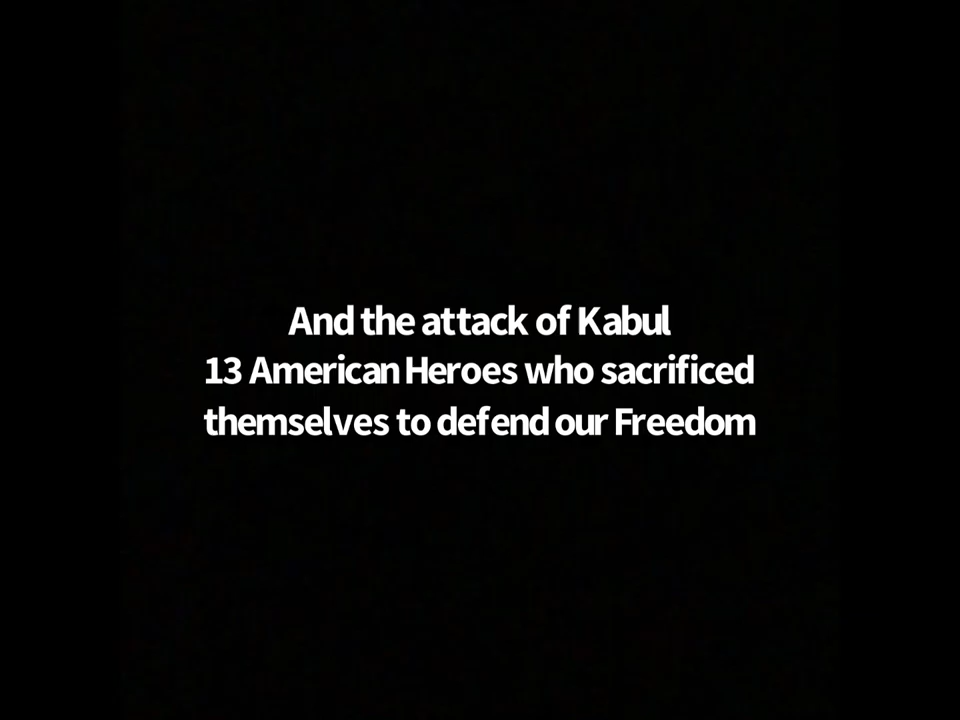 And the attack of Kabul
13 American Heroes who sacrificed
themselves to defend our Freedom